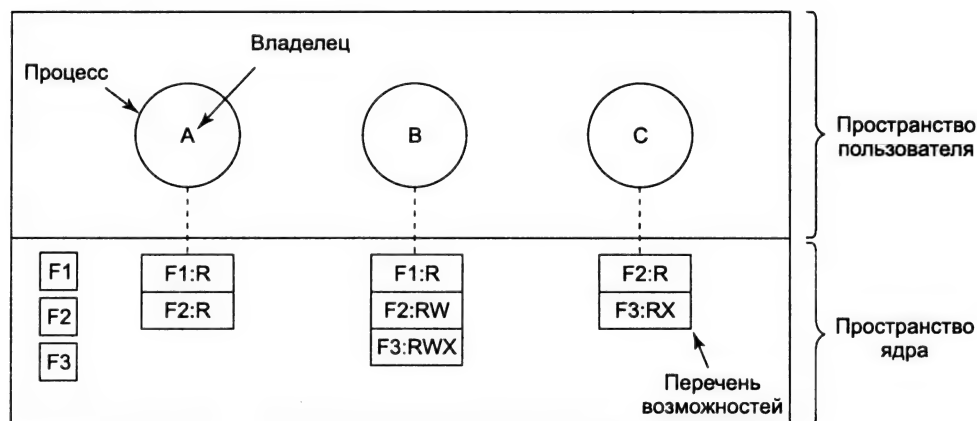 Владелец
Процесс
A
B
C
Пространство
пользователя
F1
F2
F3
F1:R
F2:R
F1:R
F2:RW
F3:RWX
F2:R
F3:RX
Перечень
возможностей
Пространство
ядра